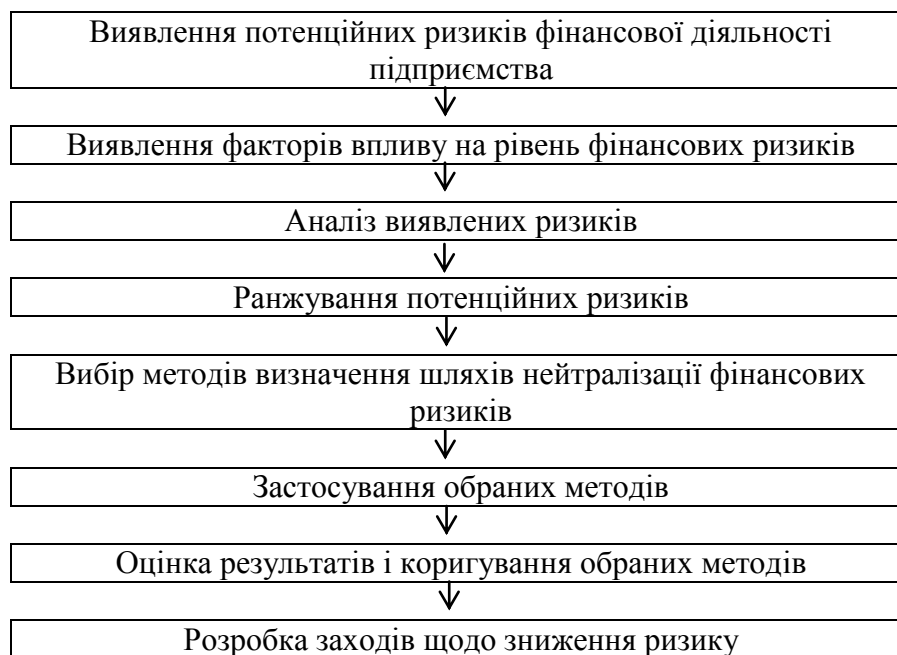 Виявлення потенційних ризиків фінансової діяльності
підприємства
Виявлення факторів впливу на рівень фінансових ризиків
Аналіз виявлених ризиків
Ранжування потенційних ризиків
Вибір методів визначення шляхів нейтралізації фінансових
ризиків
Застосування обраних методів
Оцінка результатів і коригування обраних методів
Розробка заходів щодо зниження ризику